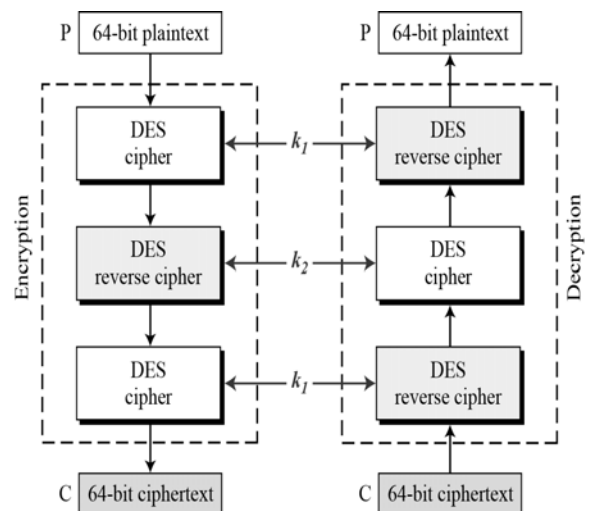 P 64-bit plaintext
P 64-bit plaintext
Encryption
DES
cipher
k1
DES
reverse cipher
DES
reverse cipher
k2
DES
cipher
DES
cipher
k1
DES
reverse cipher
Decryption
C 64-bit ciphertext
C 64-bit ciphertext